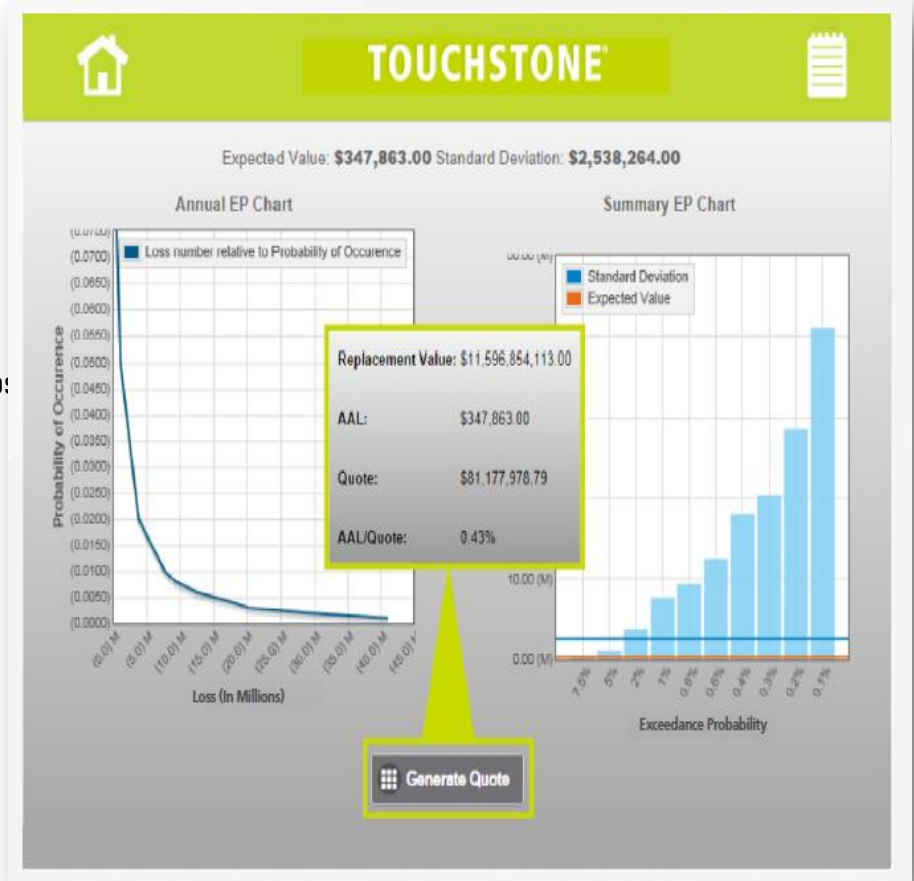 TOUCHSTONE®
Expected Value: $347,863.00 Standard Deviation: $2,538,264.00
Annual EP Chart
Loss number relative to Probability of Occurence
Probability of Occurence
(0.0700)
(0.0650)
(0.0600)
(0.0550)
(0.0500)
(0.0450)
(0.0400)
(0.0350)
(0.0300)
(0.0250)
(0.0200)
(0.0150)
(0.0100)
(0.0050)
(0.0000)
(0.0) M
(5.0) M
(10.0) M
(15.0) M
(20.0) M
(25.0) M
(30.0) M
(35.0) M
(40.0) M
(45.0)
Loss (In Millions)
Summary EP Chart
Standard Deviation
Expected Value
10.00 (M)
0.00 (M)
7.5%
5%
2%
1%
0.8%
0.6%
0.4%
0.3%
0.2%
0.1%
Exceedance Probability
Replacement Value: $11,596,854,113.00
AAL: $347,863.00
Quote: $81,177,978.79
AAL/Quote: 0.43%
Generate Quote